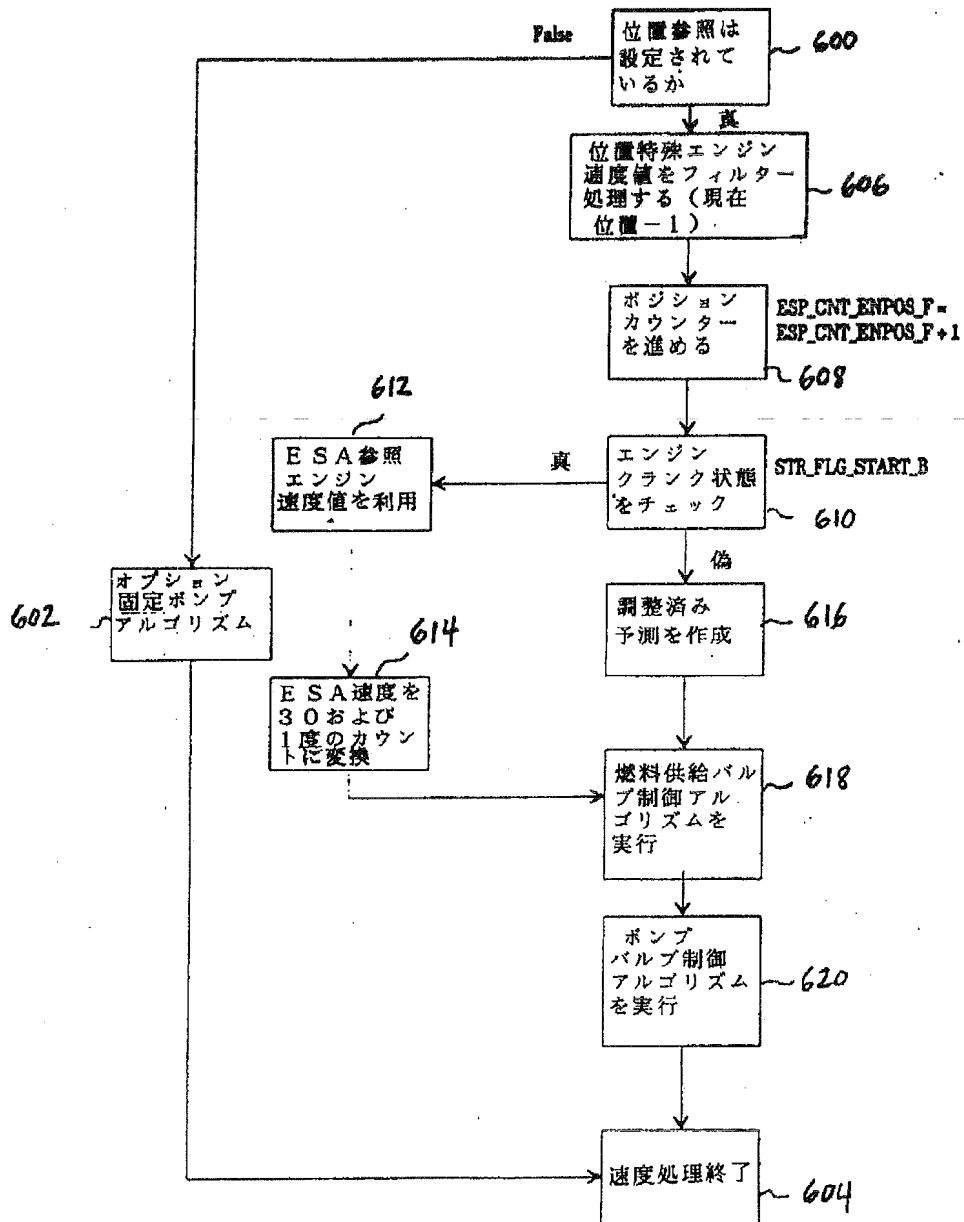 False
位置参照は
設定されて
いるか
600
真
位置特殊エンジン
速度値をフィルター
処理する(現在
位置-1)
606
ポジション
カウンター
を進める
ESP_CNT_ENPOS_F=
ESP_CNT_ENPOS_F+1
608
612
ESA参照
エンジン
速度値を利用
真
エンジン
クランク状態
をチェック
STR_FLG_START_B
610
偽
オプション
固定ポンプ
アルゴリズム
602
調整済み
予測を作成
616
614
ESA速度を
30および
1度のカウン
トに変換
燃料供給バル
ブ制御アル
ゴリズムを
実行
618
ポンプ
バルブ制御
アルゴリズム
を実行
620
速度処理終了
604